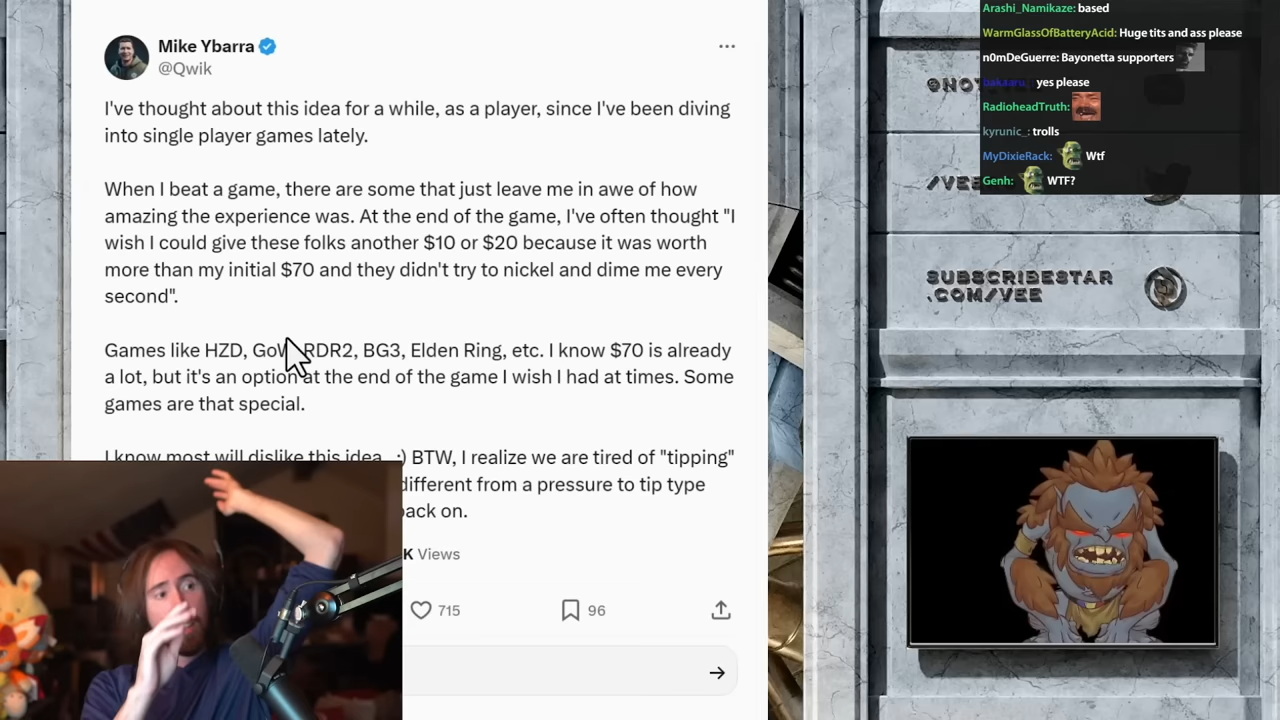 Mike Ybarra
@Qwik
I've thought about this idea for a while, as a player, since I've been diving
into single player games lately.
When I beat a game, there are some that just leave me in awe of how
amazing the experience was. At the end of the game, I've often thought "I
wish I could give these folks another $10 or $20 because it was worth
more than my initial $70 and they didn't try to nickel and dime me every
second".
Games like HZD, GoW, RDR2, BG3, Elden Ring, etc. I know $70 is already
a lot, but it's an option at the end of the game I wish I had at times. Some
games are that special.
I know most will dislike this idea. :) BTW, I realize we are tired of "tipping"
different from a pressure to tip type
back on.
K Views
715
96
Arashi_Namikaze: based
WarmGlassOfBatteryAcid: Huge tits and ass please
n0mDeGuerre: Bayonetta supporters
bakaaru_: yes please
RadioheadTruth:
kyrunic_: trolls
MyDixieRack: Wtf
Genh: WTF?
@NOT
/VEE
SUBSCRIBESTAR
.COM/VEE